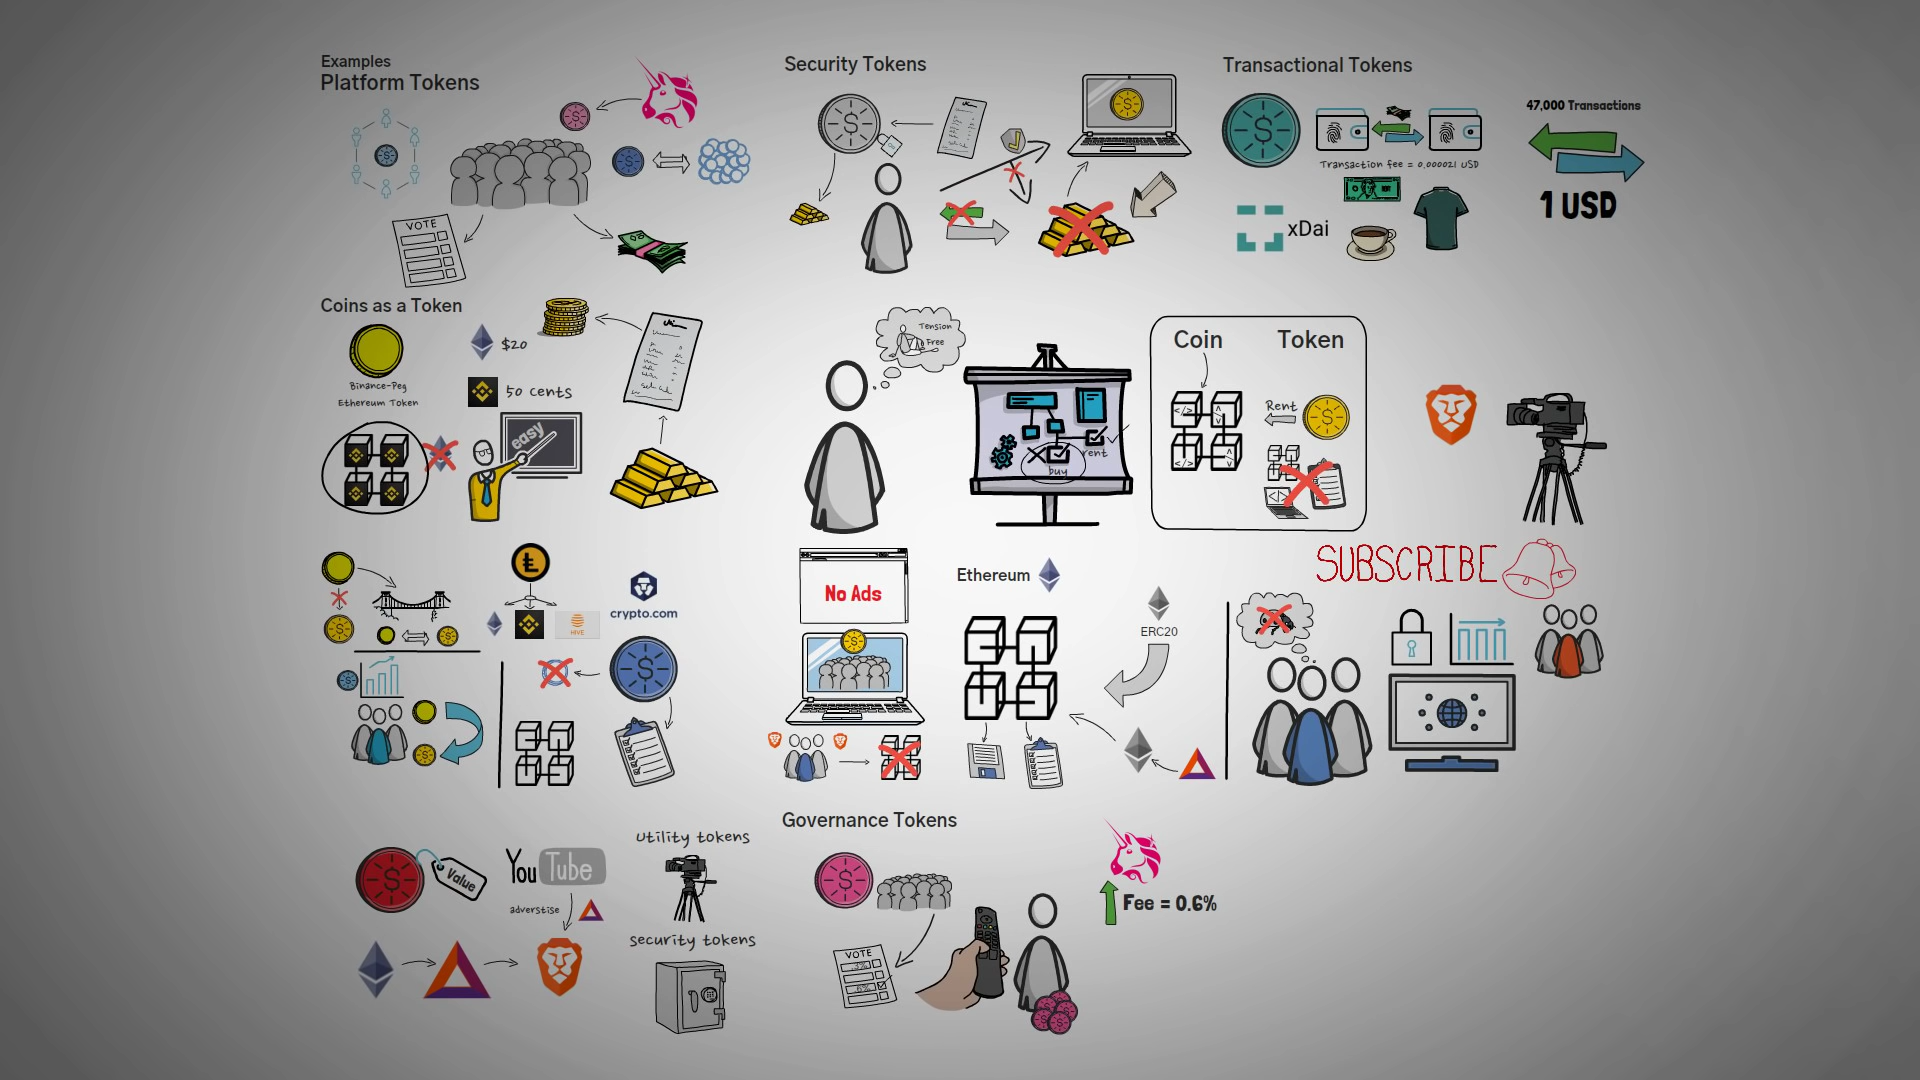 Examples
Platform Tokens
VOTE
Security Tokens
Transactional Tokens
Transaction fee = 0.000021 USD
47,000 Transactions
1 USD
xDai
Coins as a Token
Binance-Peg
Ethereum Token
$20
50 cents
easy
Tension
Free
rent
buy
Coin
Token
Rent
SUBSCRIBE
HIVE
crypto.com
No Ads
Ethereum
ERC20
Value
YouTube
adverstise
Utility tokens
Security tokens
Governance Tokens
VOTE
Fee = 0.6%